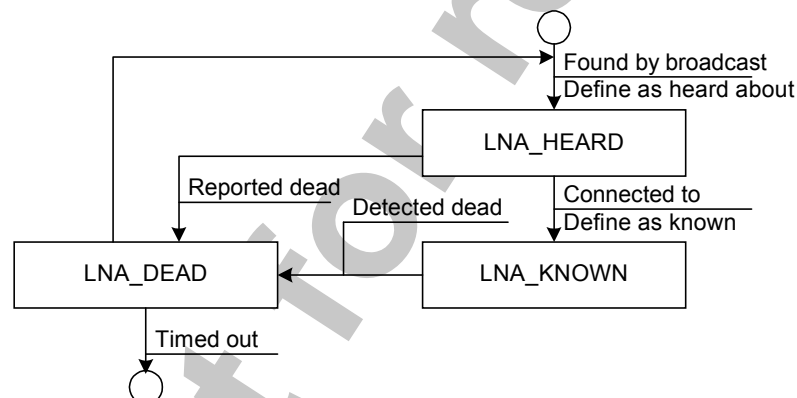 Found by broadcast
Define as heard about
LNA_HEARD
Reported dead
Connected to
Detected dead
Define as known
LNA_DEAD
LNA_KNOWN
Timed out